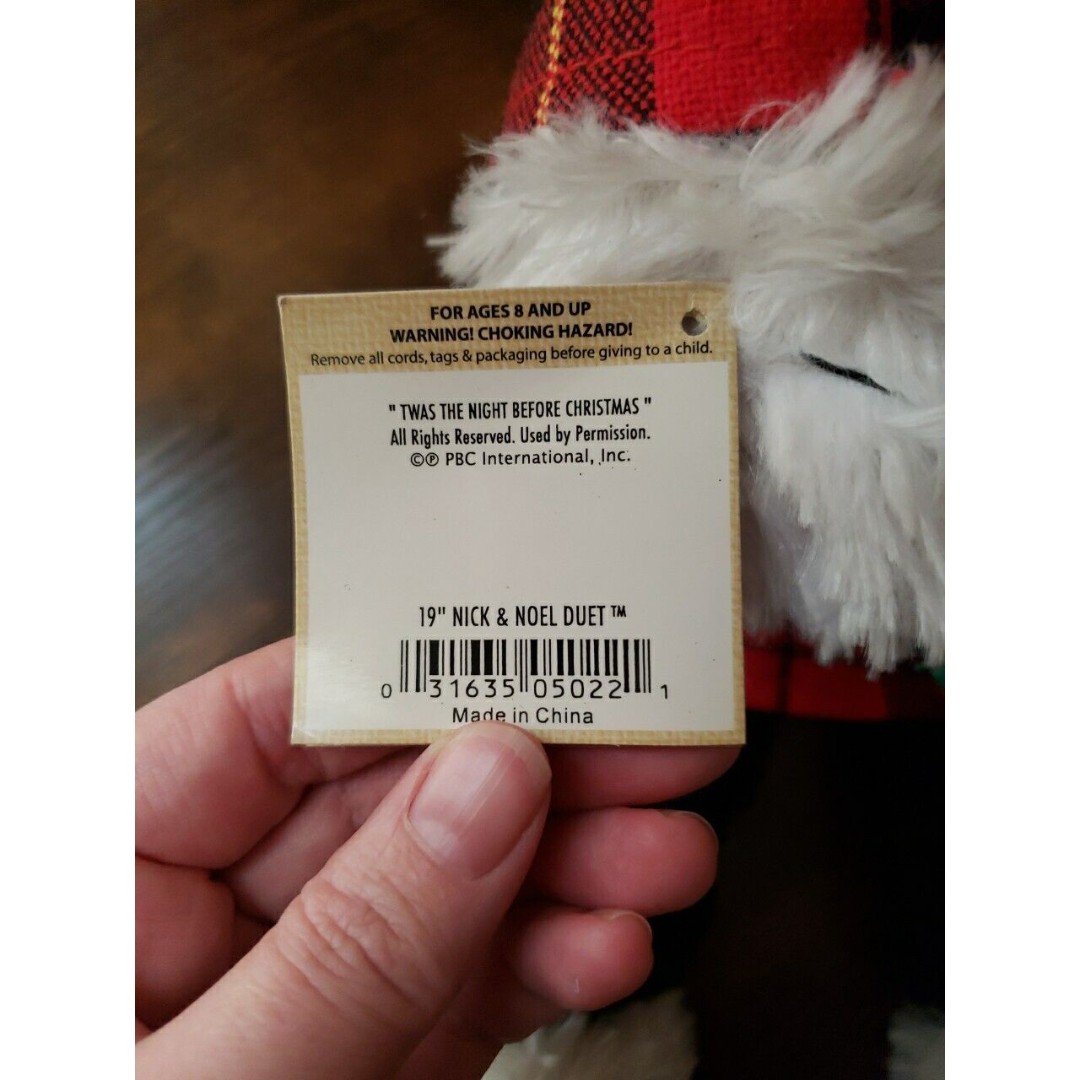 FOR AGES 8 AND UP
WARNING! CHOKING HAZARD!
Remove all cords, tags & packaging before giving to a child.
" TWAS THE NIGHT BEFORE CHRISTMAS "
All Rights Reserved. Used by Permission.
©℗ PBC International, Inc.
19" NICK & NOEL DUET ™
0 31635 05022 1
Made in China